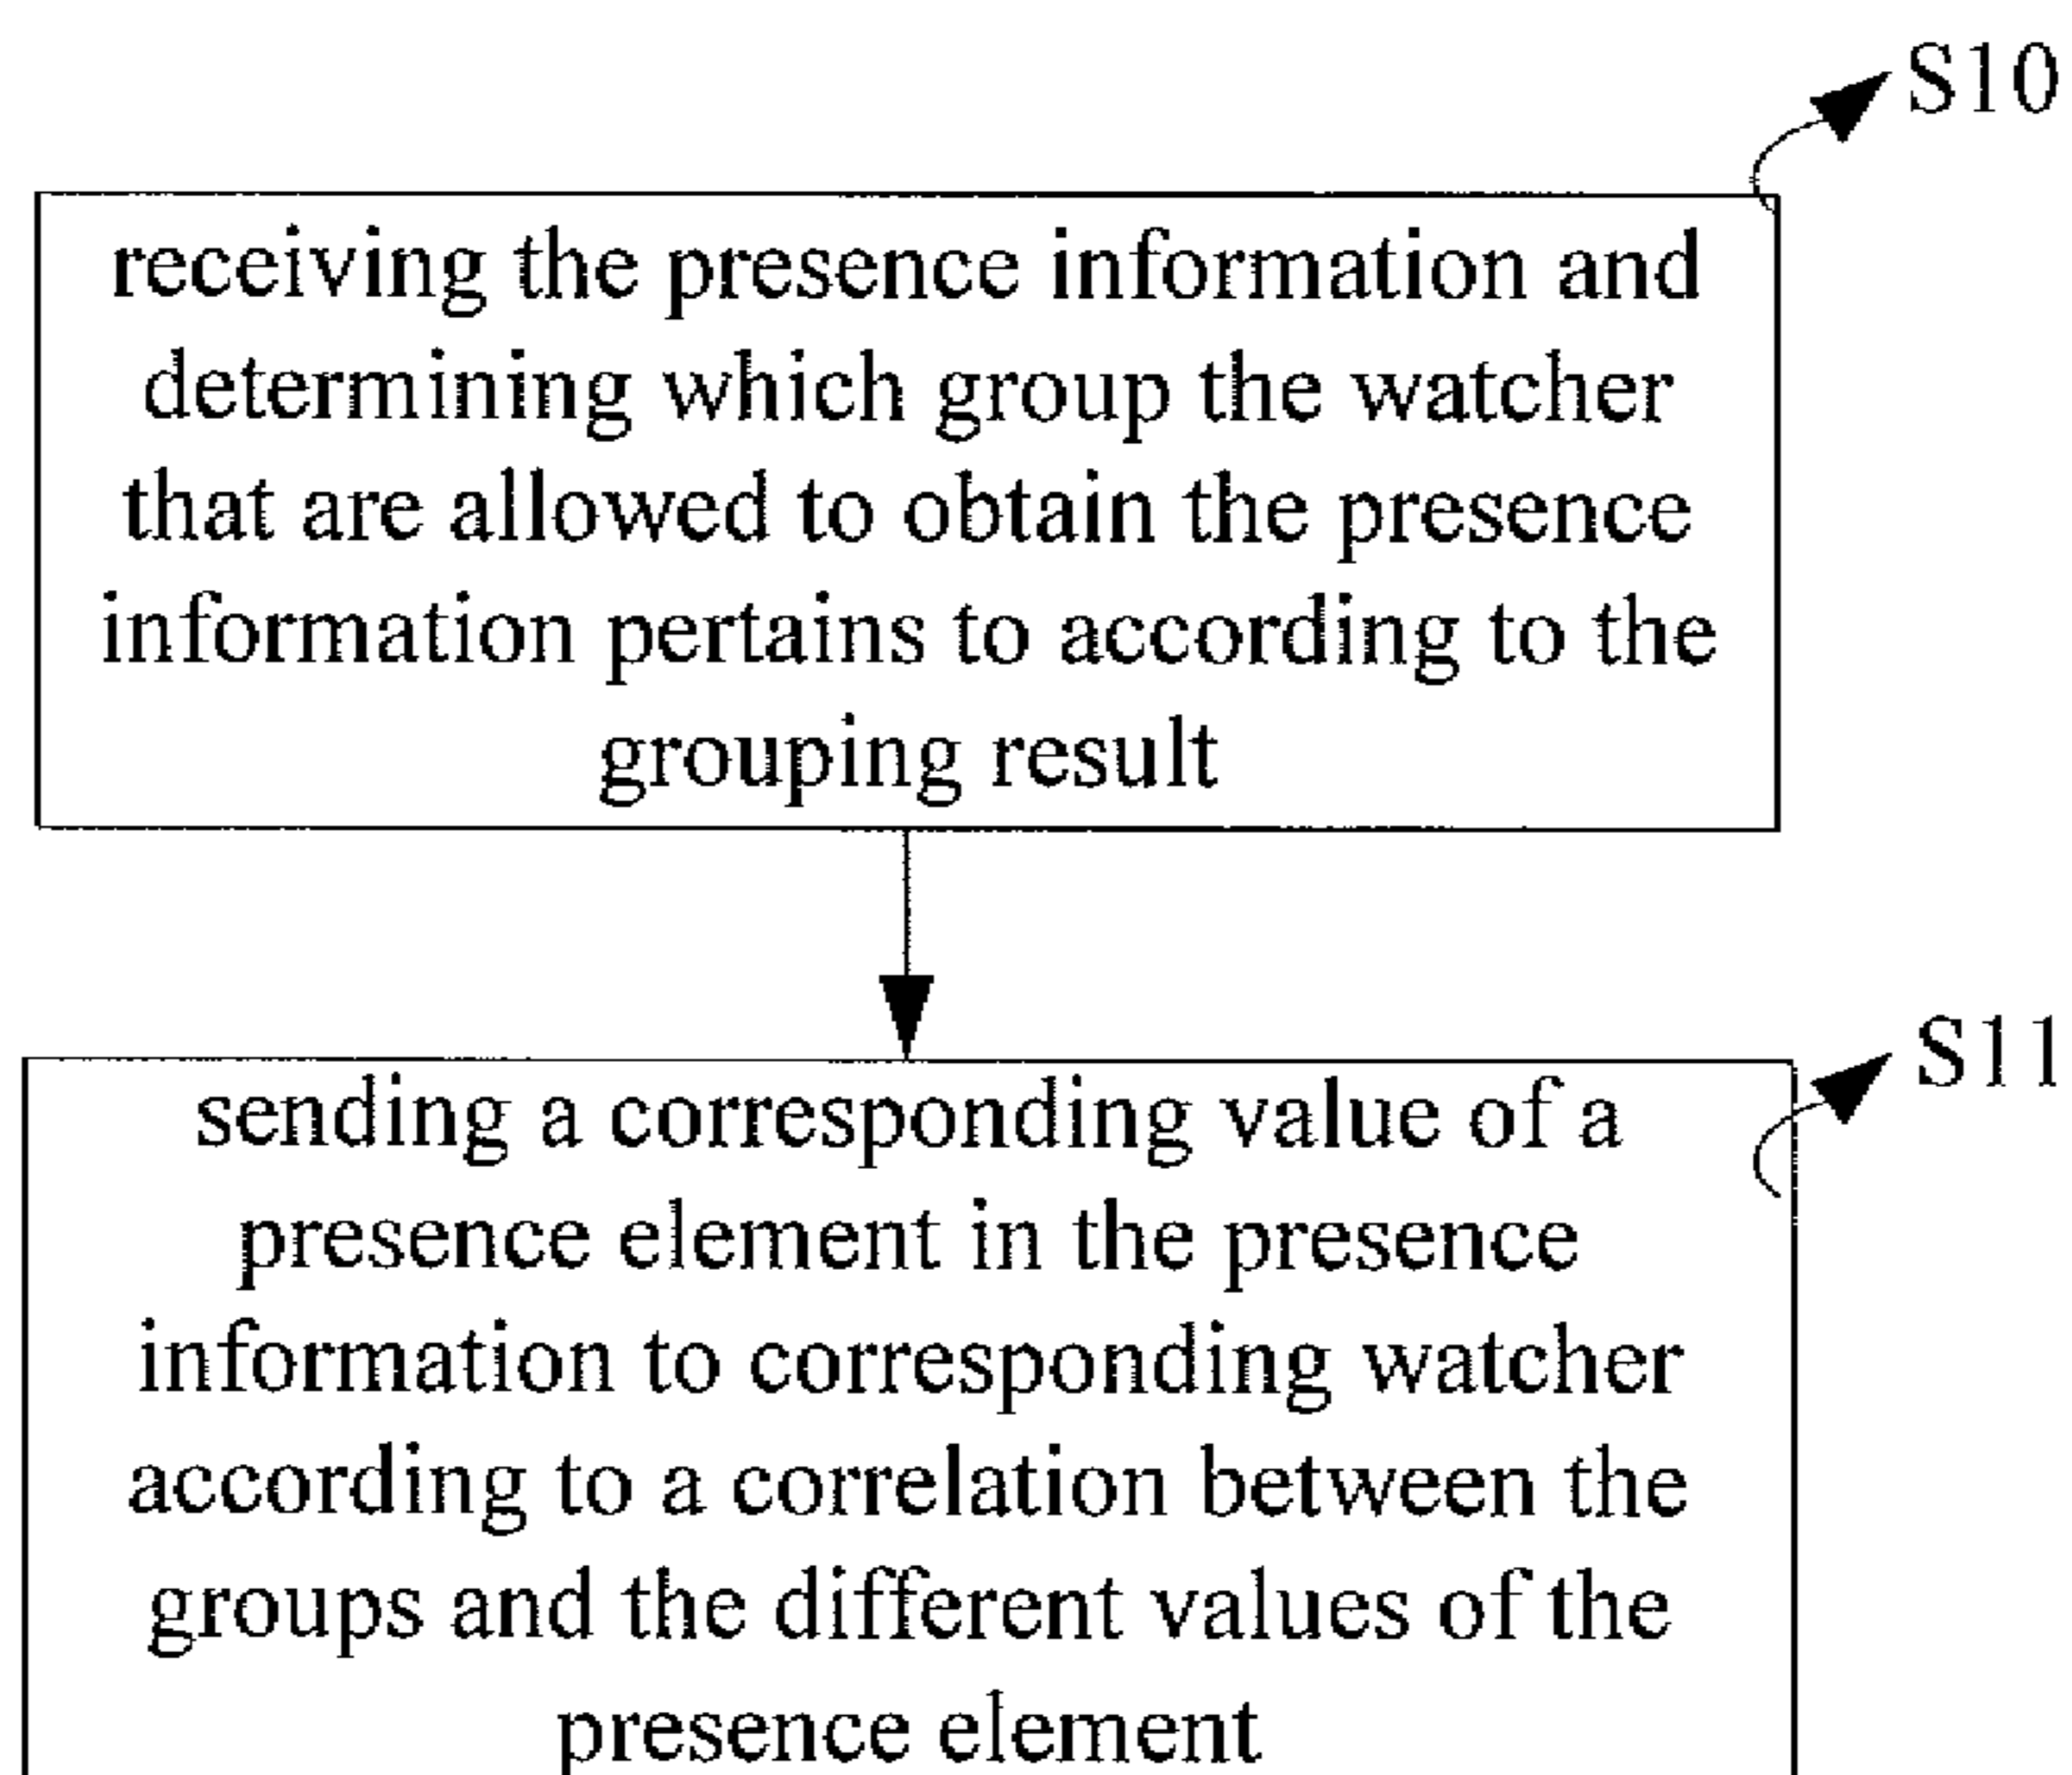 S10
receiving the presence information and
determining which group the watcher
that are allowed to obtain the presence
information pertains to according to the
grouping result
S11
sending a corresponding value of a
presence element in the presence
information to corresponding watcher
according to a correlation between the
groups and the different values of the
presence element